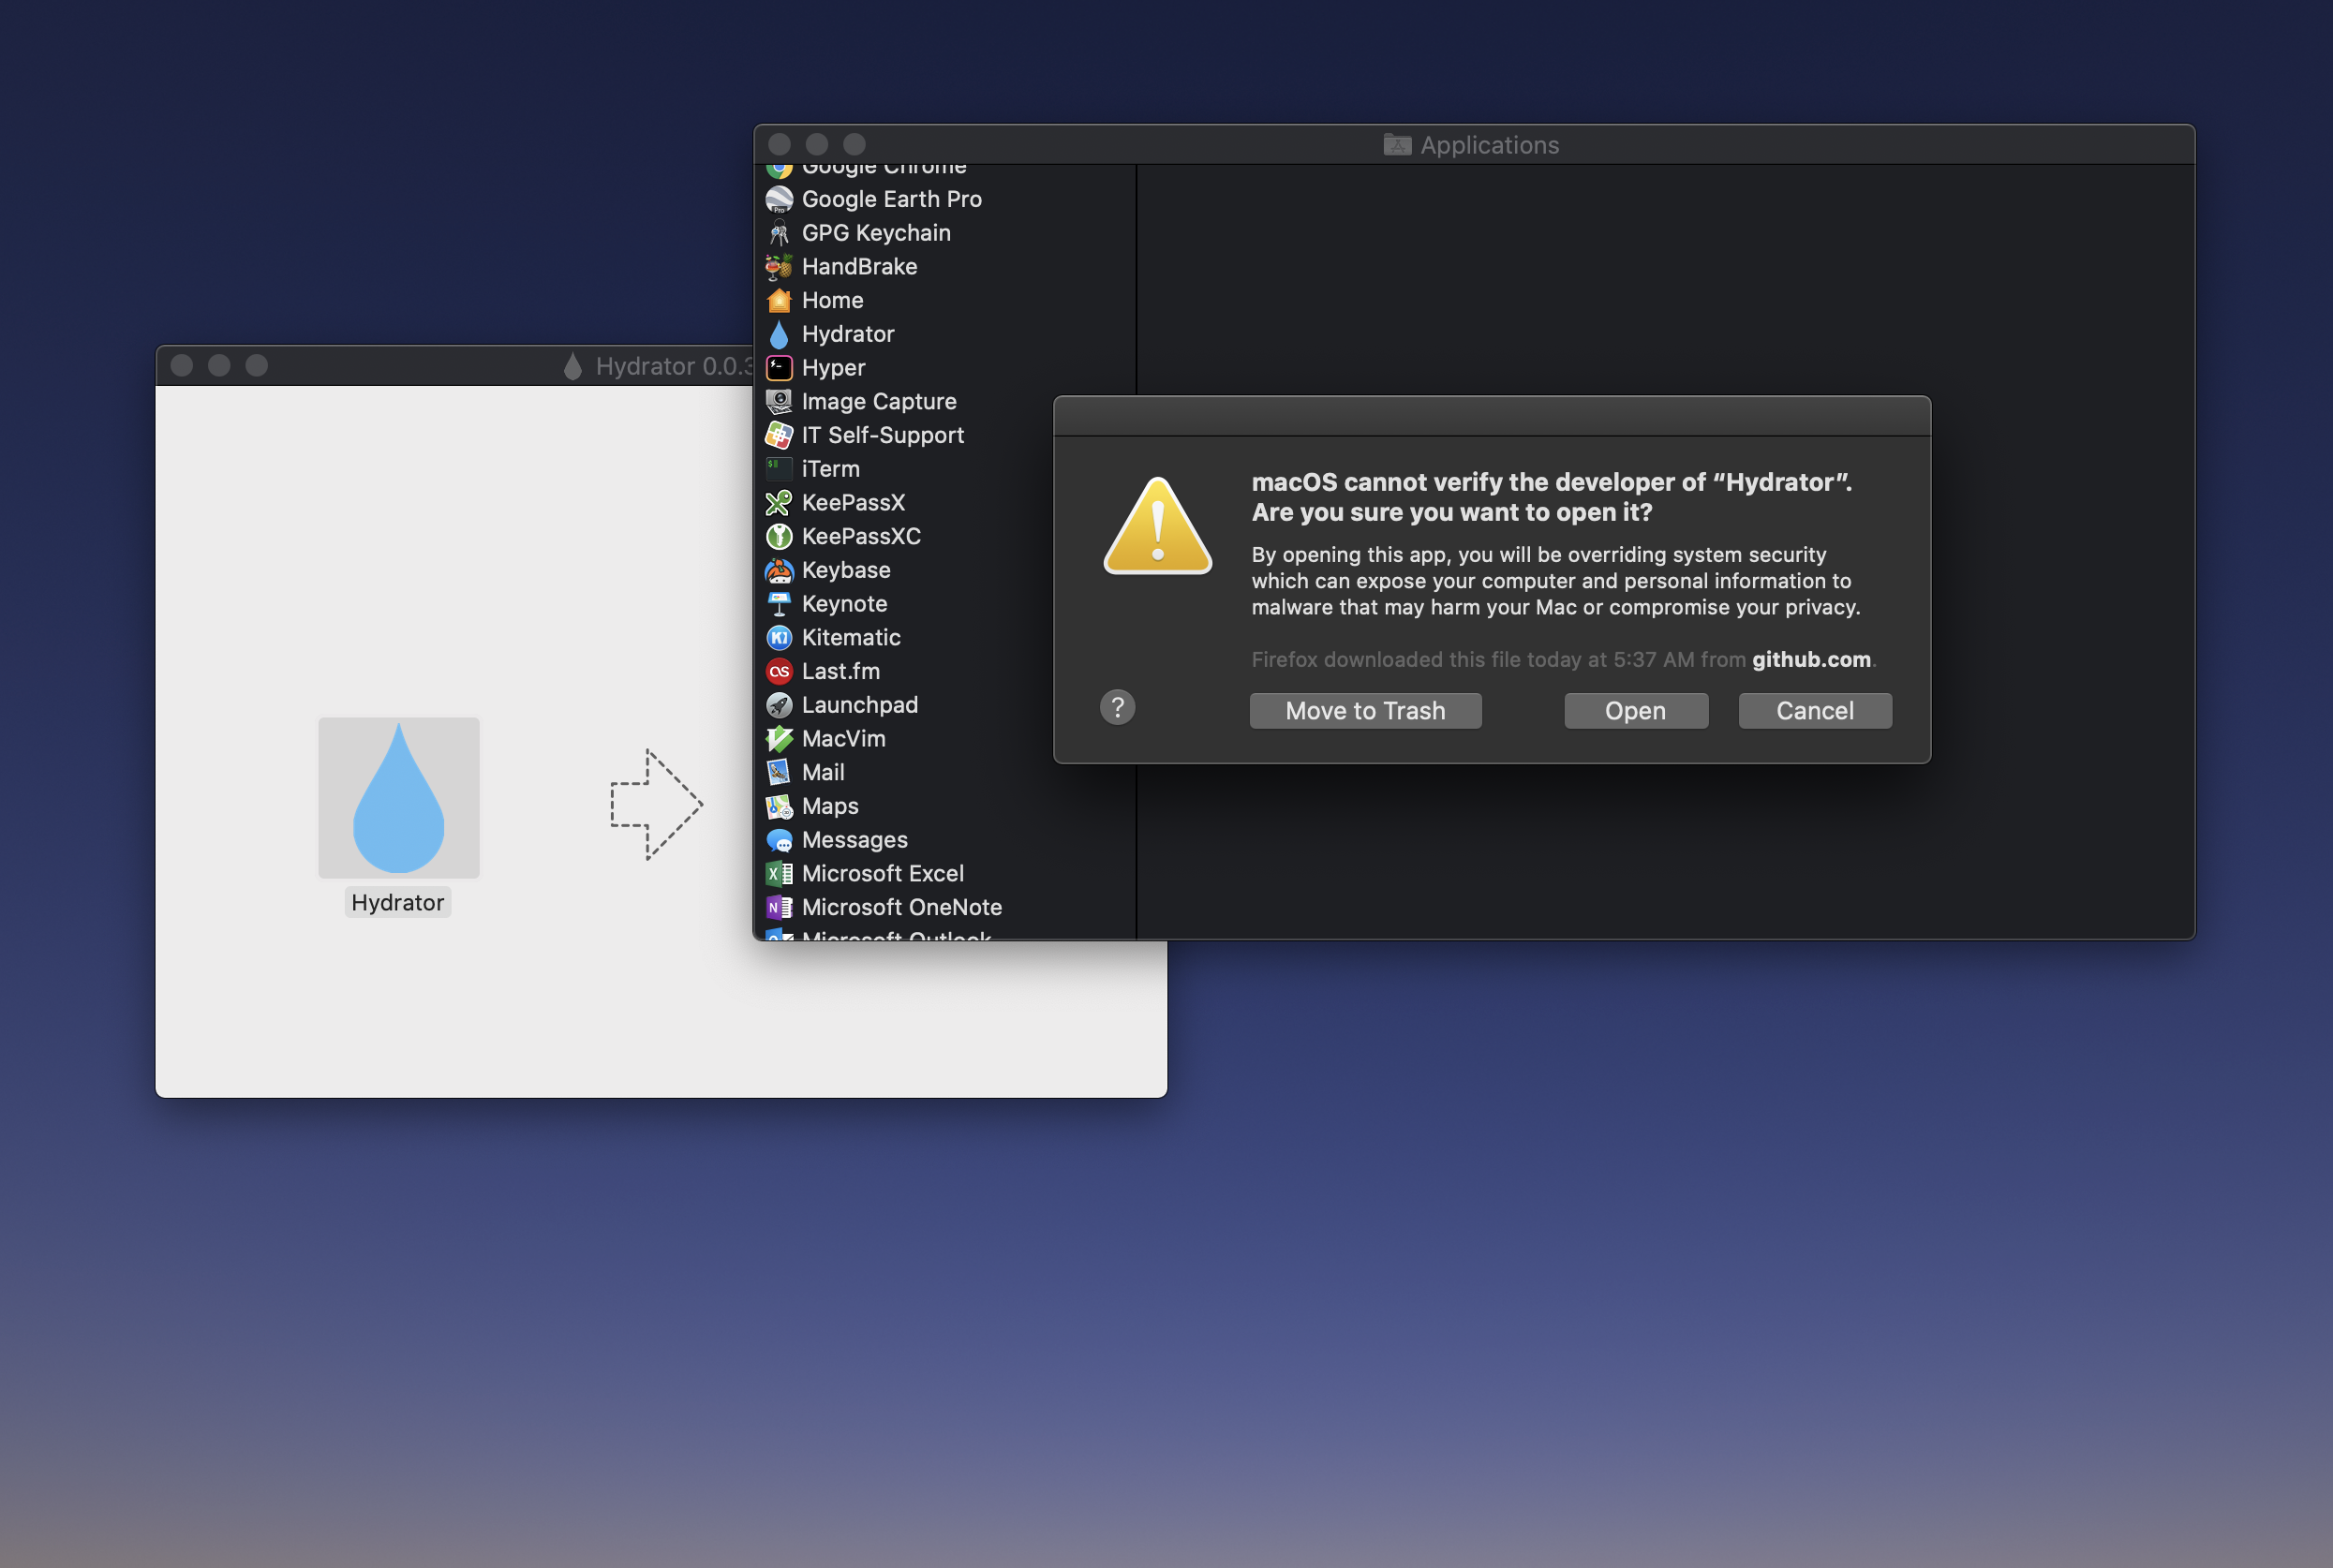 Applications
Google Chrome
Google Earth Pro
GPG Keychain
HandBrake
Home
Hydrator
Hyper
Image Capture
IT Self-Support
iTerm
KeePassX
KeePassXC
Keybase
Keynote
Kitematic
Last.fm
Launchpad
MacVim
Mail
Maps
Messages
Microsoft Excel
Microsoft OneNote
Microsoft Outlook
Hydrator 0.0.3
Hydrator
macOS cannot verify the developer of “Hydrator”.
Are you sure you want to open it?
By opening this app, you will be overriding system security
which can expose your computer and personal information to
malware that may harm your Mac or compromise your privacy.
Firefox downloaded this file today at 5:37 AM from github.com.
?
Move to Trash
Open
Cancel